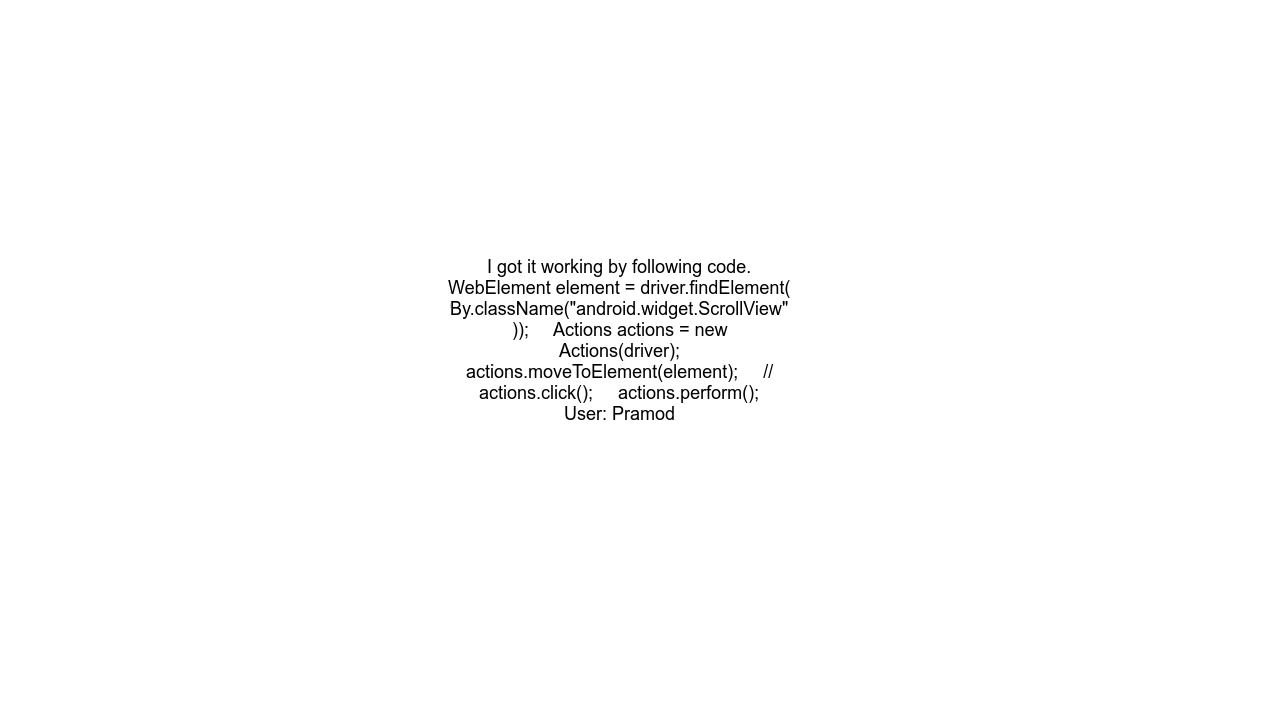 I got it working by following code.
WebElement element = driver.findElement(
By.className("android.widget.ScrollView"
));     Actions actions = new
Actions(driver);
actions.moveToElement(element);     //
actions.click();     actions.perform();
User: Pramod